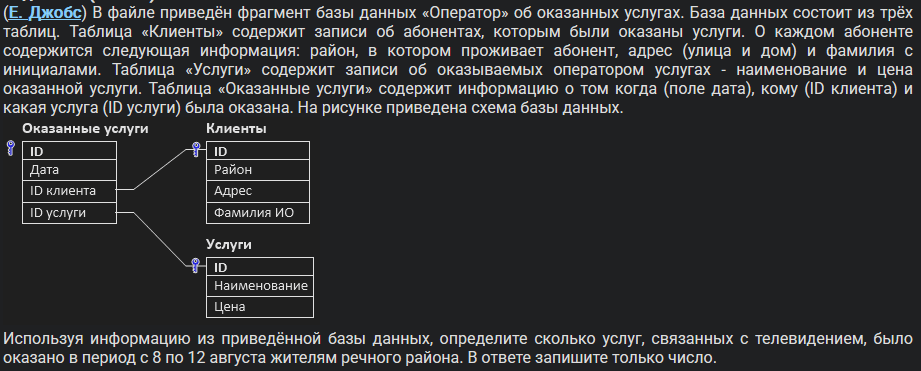 (Е. Джобс) В файле приведён фрагмент базы данных «Оператор» об оказанных услугах. База данных состоит из трёх
таблиц. Таблица «Клиенты» содержит записи об абонентах, которым были оказаны услуги. О каждом абоненте
содержится следующая информация: район, в котором проживает абонент, адрес (улица и дом) и фамилия с
инициалами. Таблица «Услуги» содержит записи об оказываемых оператором услугах - наименование и цена
оказанной услуги. Таблица «Оказанные услуги» содержит информацию о том когда (поле дата), кому (ID клиента) и
какая услуга (ID услуги) была оказана. На рисунке приведена схема базы данных.
Оказанные услуги
ID
Дата
ID клиента
ID услуги
Клиенты
ID
Район
Адрес
Фамилия ИО
Услуги
ID
Наименование
Цена
Используя информацию из приведённой базы данных, определите сколько услуг, связанных с телевидением, было
оказано в период с 8 по 12 августа жителям речного района. В ответе запишите только число.